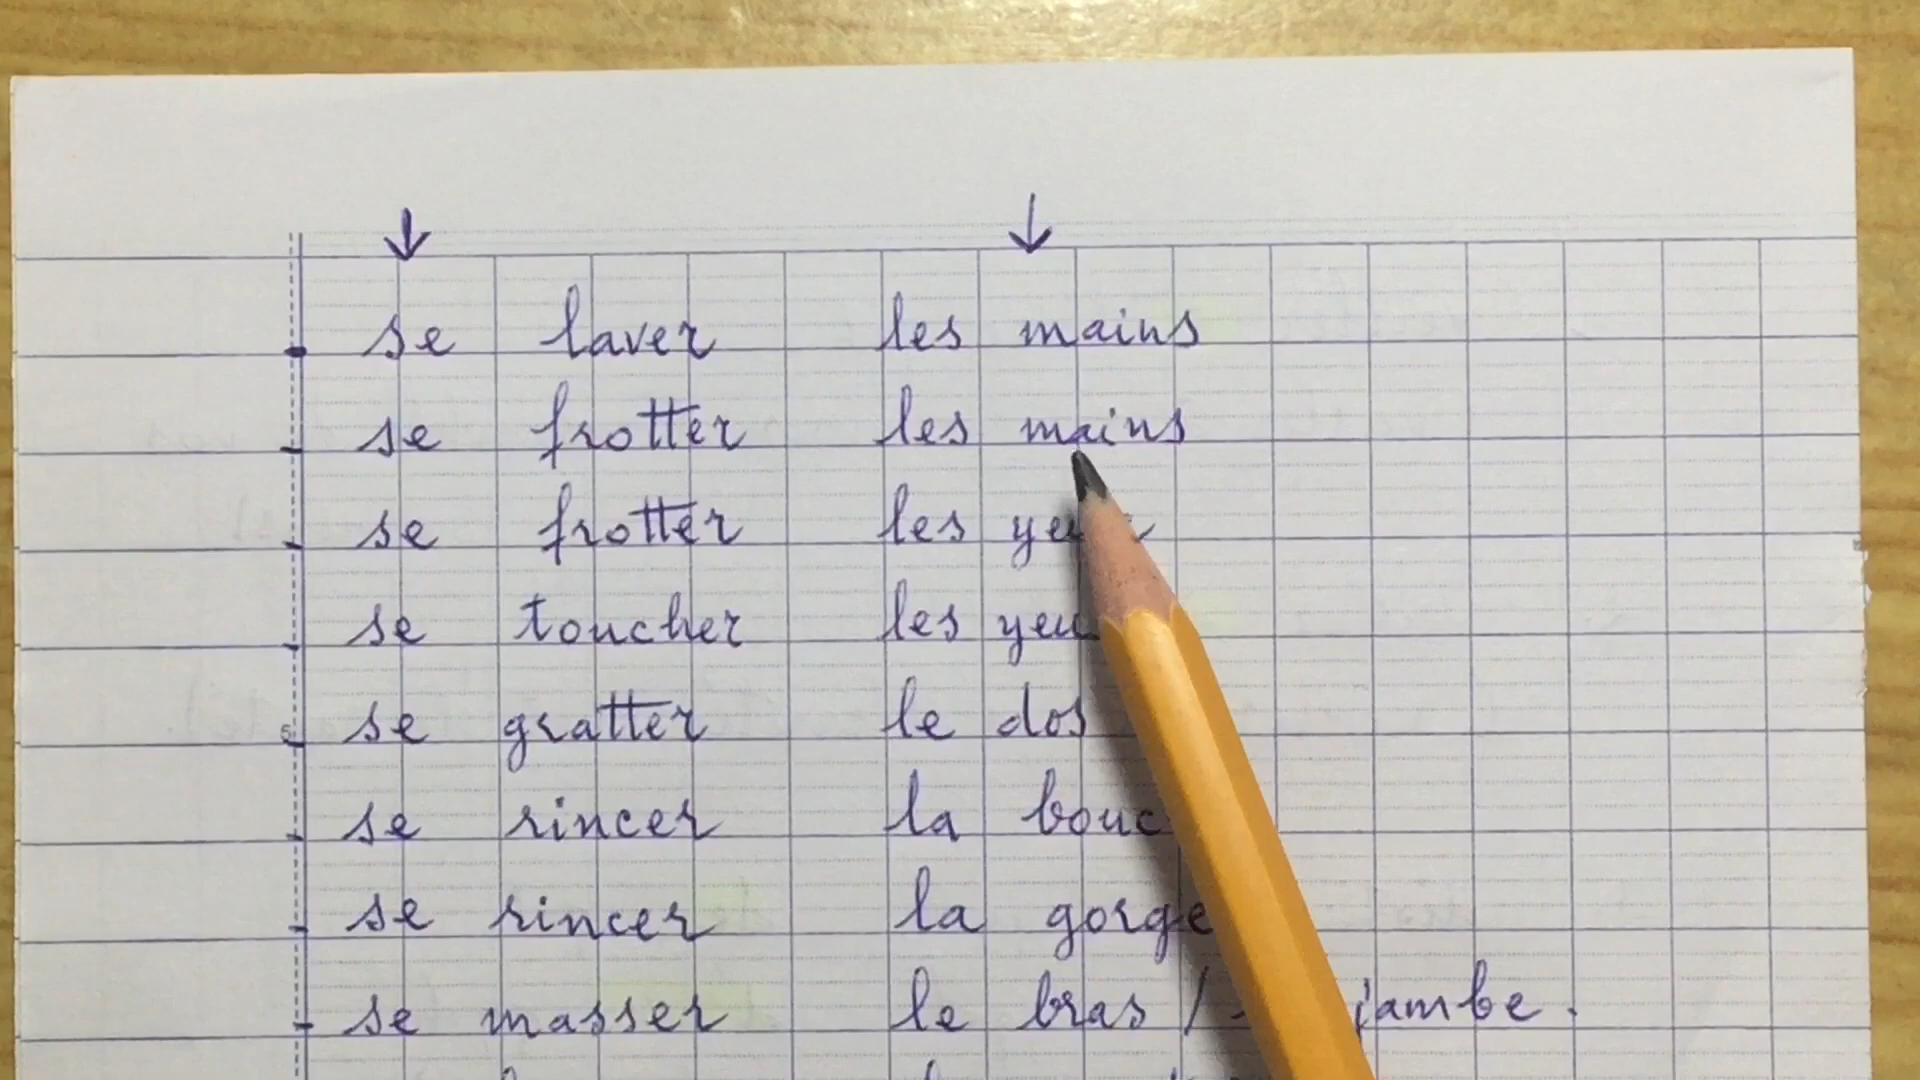 se laver les mains
se frotter les mains
se frotter les
se toucher les
se gratter le dos
se rincer la
se rincer la gorge
se masser le bras / jambe.